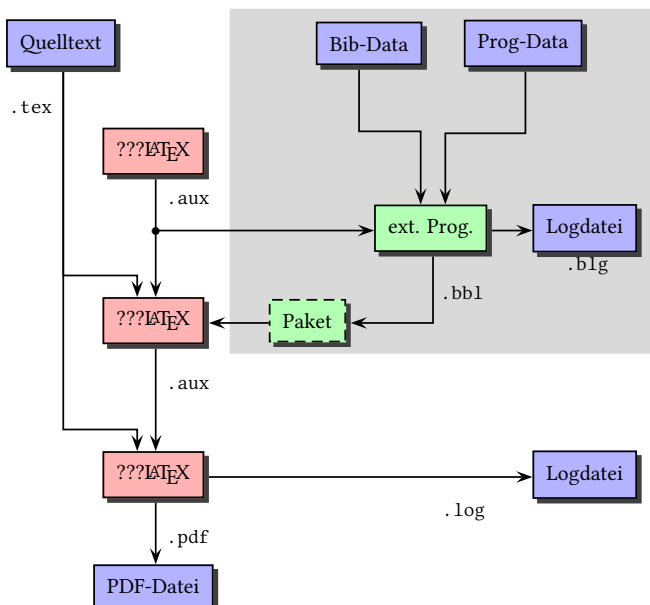 Quelltext
Bib-Data
Prog-Data
.tex
???LATEX
.aux
ext. Prog.
Logdatei
.blg
.bbl
???LATEX
Paket
.aux
???LATEX
Logdatei
.log
.pdf
PDF-Datei